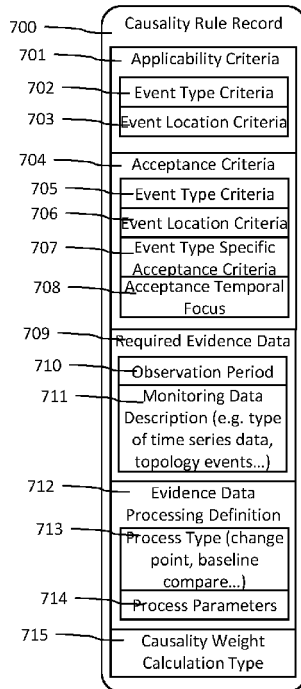 700
Causality Rule Record
701
Applicability Criteria
702
Event Type Criteria
703
Event Location Criteria
704
Acceptance Criteria
705
Event Type Criteria
706
Event Location Criteria
707
Event Type Specific
Acceptance Criteria
708
Acceptance Temporal
Focus
709
Required Evidence Data
710
Observation Period
711
Monitoring Data
Description (e.g. type
of time series data,
topology events...)
712
Evidence Data
Processing Definition
713
Process Type (change
point, baseline
compare...)
714
Process Parameters
715
Causality Weight
Calculation Type